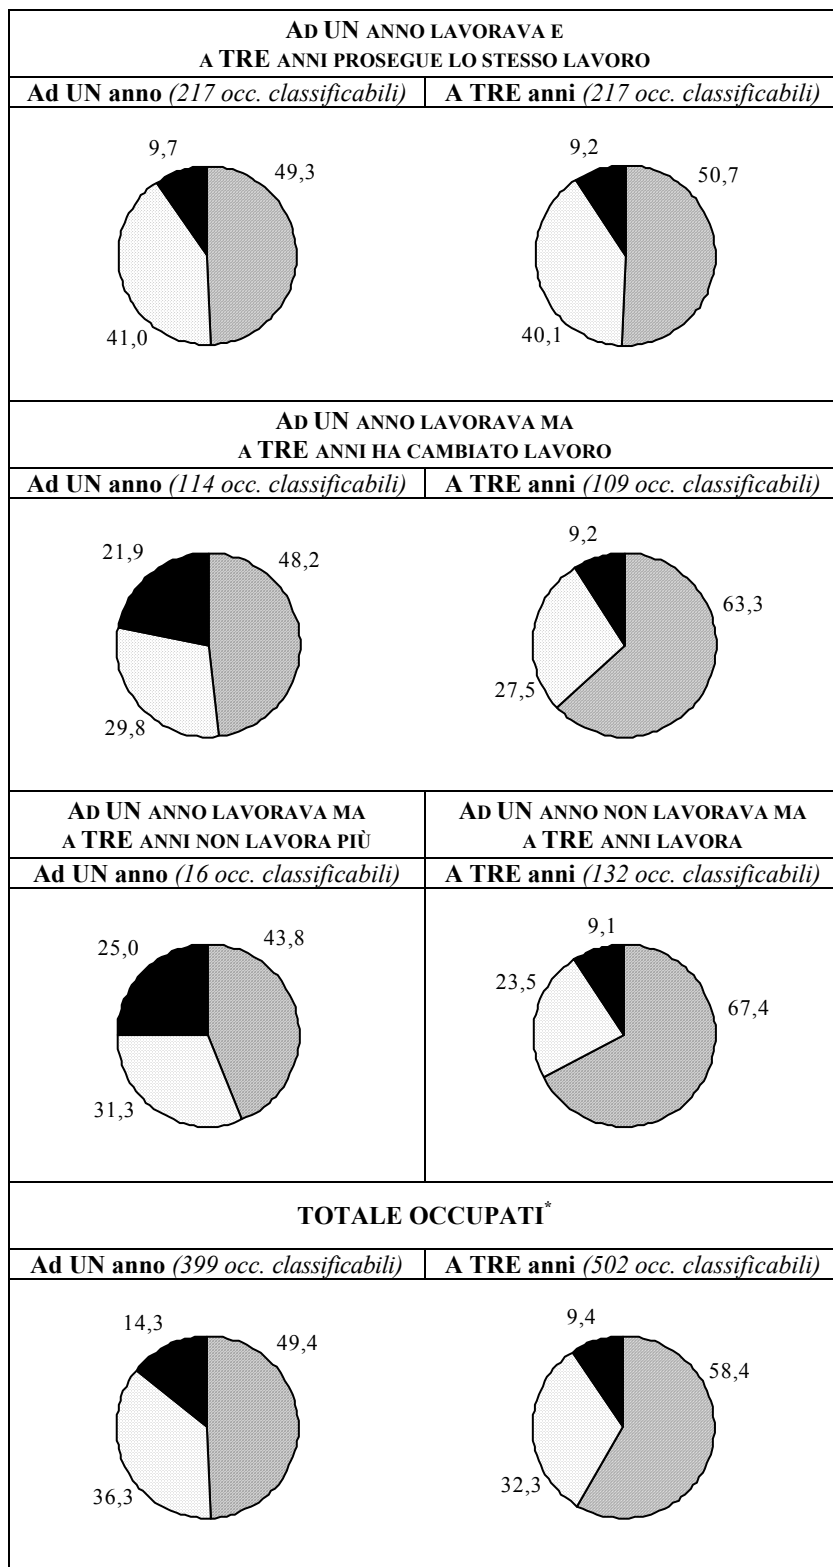 AD UN ANNO LAVORAVA E
A TRE ANNI PROSEGUE LO STESSO LAVORO
Ad UN anno (217 occ. classificabili)
A TRE anni (217 occ. classificabili)
9,7
49,3
41,0
9,2
50,7
40,1
AD UN ANNO LAVORAVA MA
A TRE ANNI HA CAMBIATO LAVORO
Ad UN anno (114 occ. classificabili)
A TRE anni (109 occ. classificabili)
21,9
48,2
29,8
9,2
63,3
27,5
AD UN ANNO LAVORAVA MA
A TRE ANNI NON LAVORA PIÙ
Ad UN anno (16 occ. classificabili)
25,0
43,8
31,3
AD UN ANNO NON LAVORAVA MA
A TRE ANNI LAVORA
A TRE anni (132 occ. classificabili)
9,1
23,5
67,4
TOTALE OCCUPATI*
Ad UN anno (399 occ. classificabili)
A TRE anni (502 occ. classificabili)
14,3
49,4
36,3
9,4
58,4
32,3